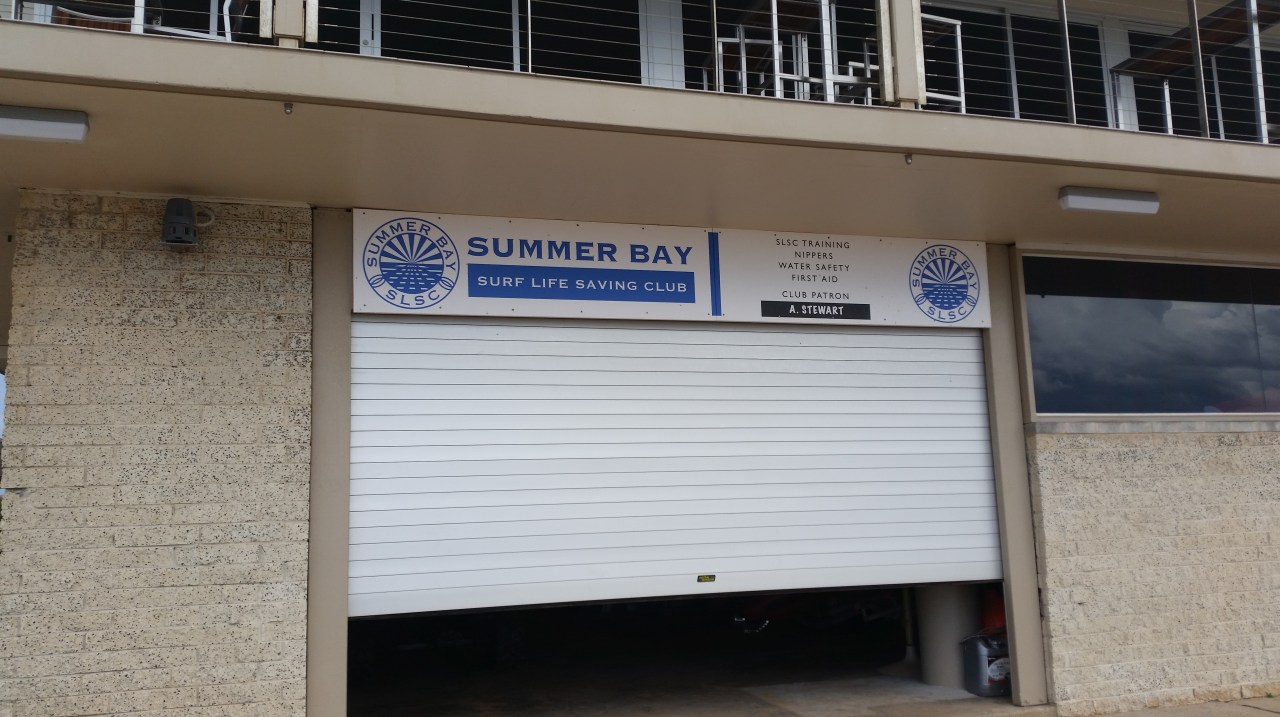 SUMMER BAY
SLSC
SUMMER BAY
SURF LIFE SAVING CLUB
SLSC TRAINING
NIPPERS
WATER SAFETY
FIRST AID
CLUB PATRON
A. STEWART
SUMMER BAY
SLSC